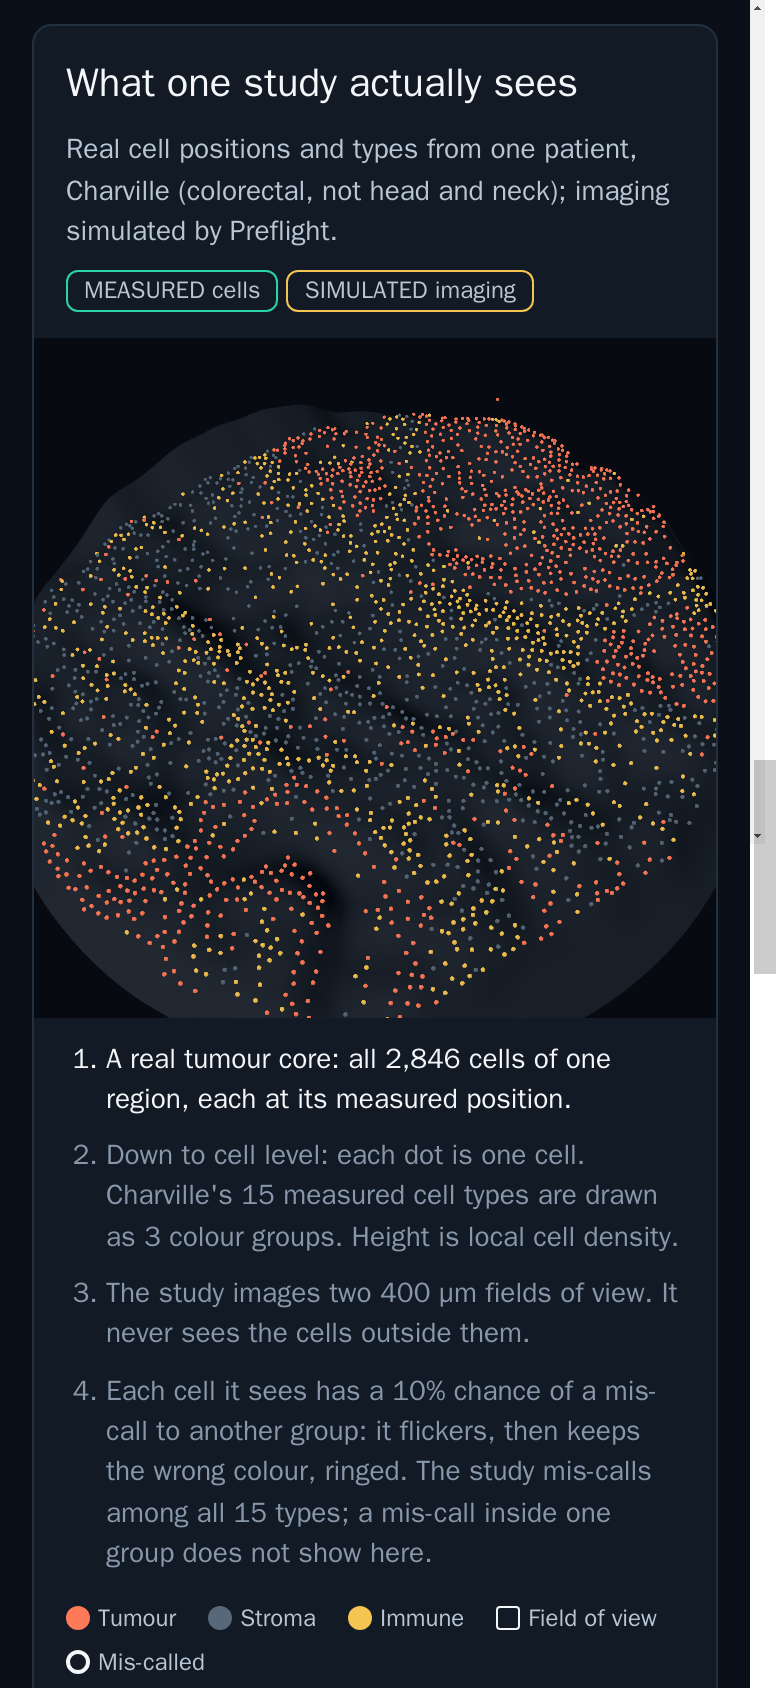 What one study actually sees
Real cell positions and types from one patient,
Charville (colorectal, not head and neck); imaging
simulated by Preflight.
MEASURED cells SIMULATED imaging
1. A real tumour core: all 2,846 cells of one
region, each at its measured position.
2. Down to cell level: each dot is one cell.
Charville's 15 measured cell types are drawn
as 3 colour groups. Height is local cell density.
3. The study images two 400 µm fields of view. It
never sees the cells outside them.
4. Each cell it sees has a 10% chance of a mis-
call to another group: it flickers, then keeps
the wrong colour, ringed. The study mis-calls
among all 15 types; a mis-call inside one
group does not show here.
Tumour Stroma Immune Field of view
Mis-called